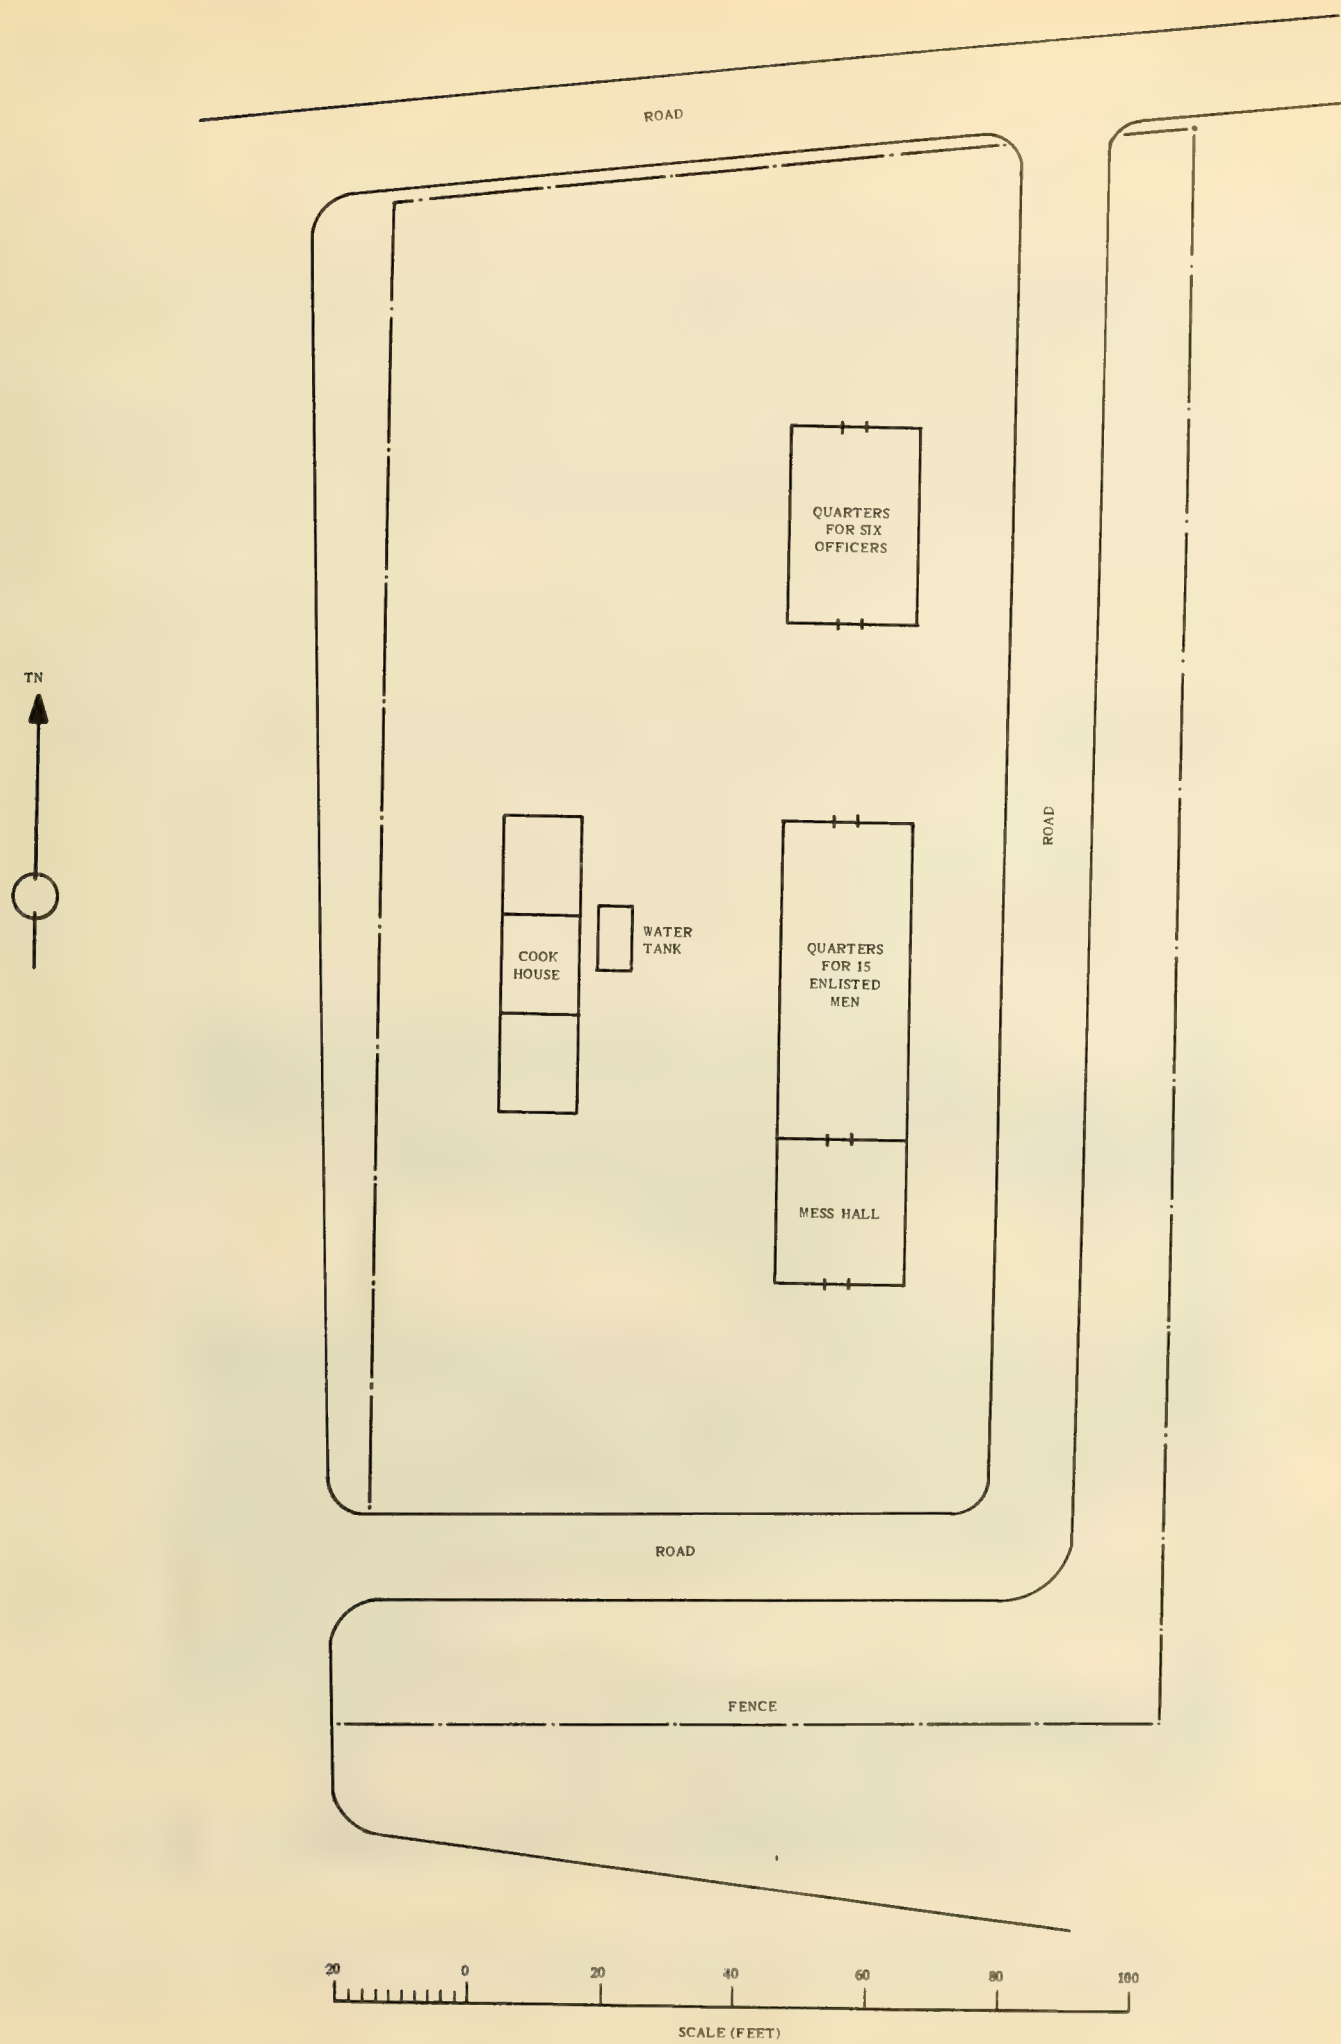 ROAD
QUARTERS
FOR SIX
OFFICERS
TN
ROAD
WATER
TANK
COOK
HOUSE
QUARTERS
FOR 15
ENLISTED
MEN
MESS HALL
ROAD
FENCE
20 0 20 40 60 80 100
SCALE (FEET)